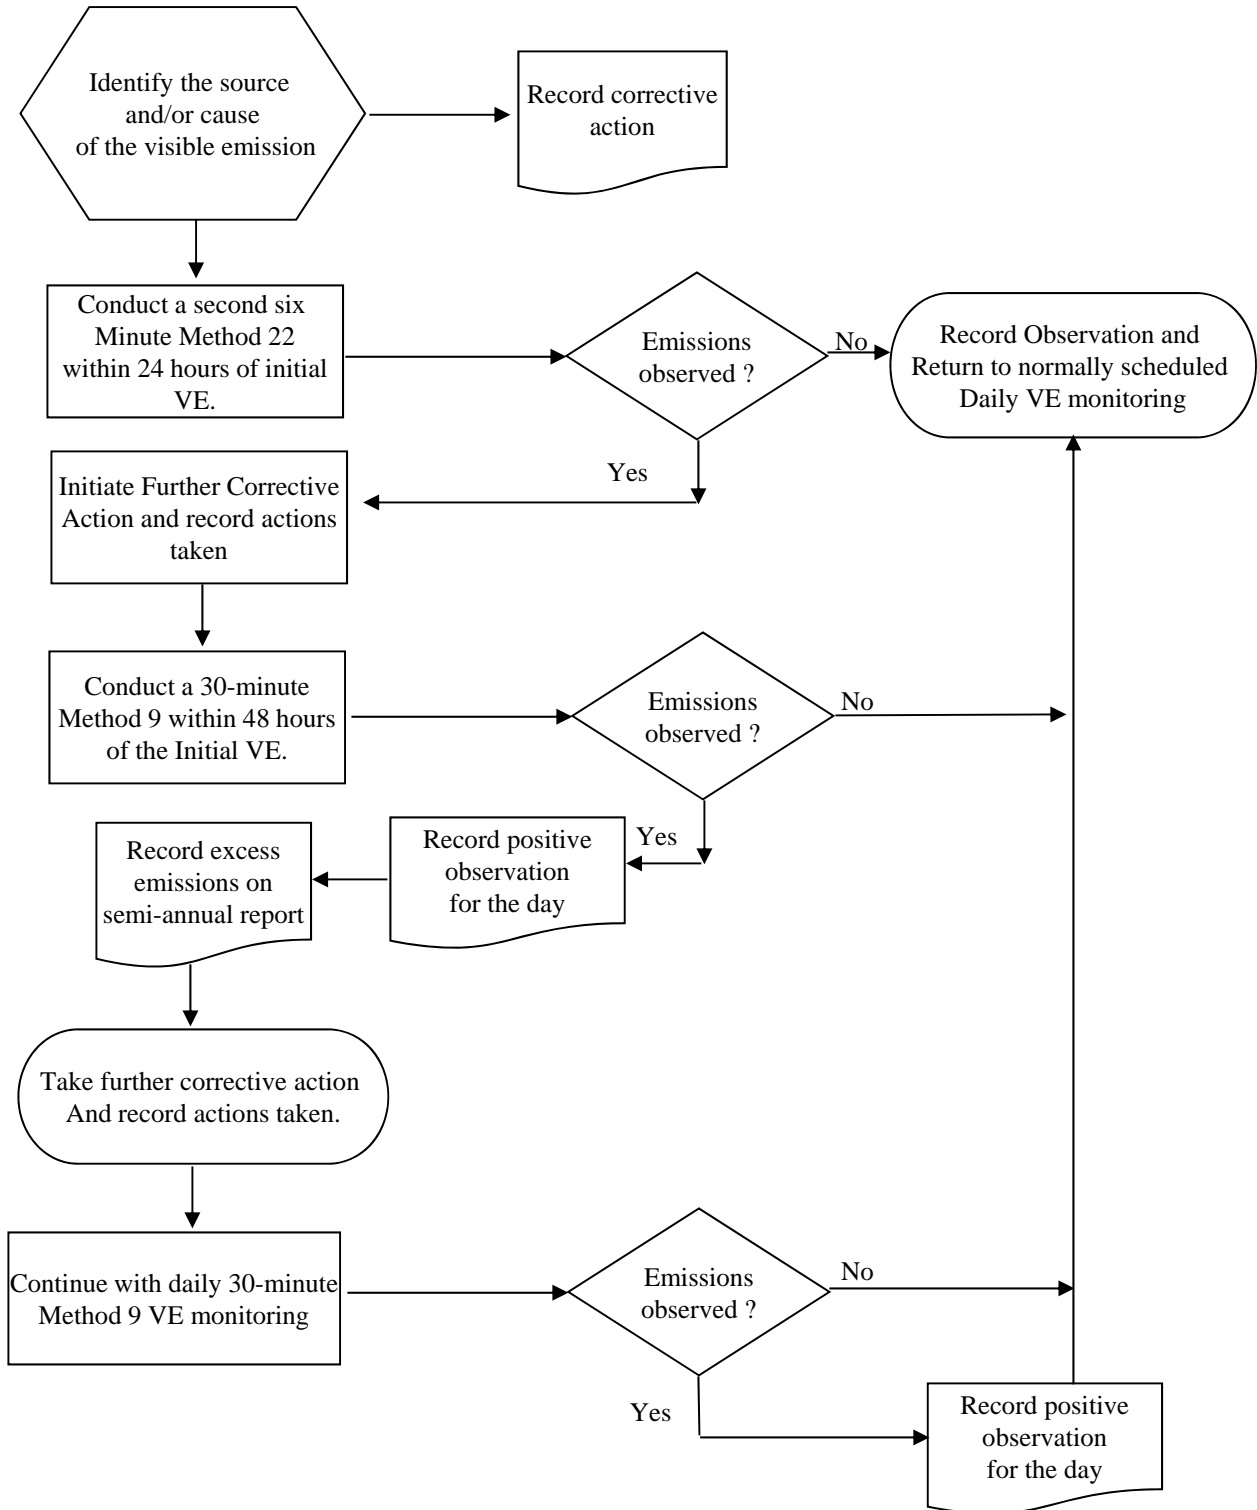 Identify the source
and/or cause
of the visible emission
Record corrective
action
Conduct a second six
Minute Method 22
within 24 hours of initial
VE.
Emissions
observed ?
No
Record Observation and
Return to normally scheduled
Daily VE monitoring
Yes
Initiate Further Corrective
Action and record actions
taken
Conduct a 30-minute
Method 9 within 48 hours
of the Initial VE.
Emissions
observed ?
No
Yes
Record positive
observation
for the day
Record excess
emissions on
semi-annual report
Take further corrective action
And record actions taken.
Continue with daily 30-minute
Method 9 VE monitoring
Emissions
observed ?
No
Yes
Record positive
observation
for the day